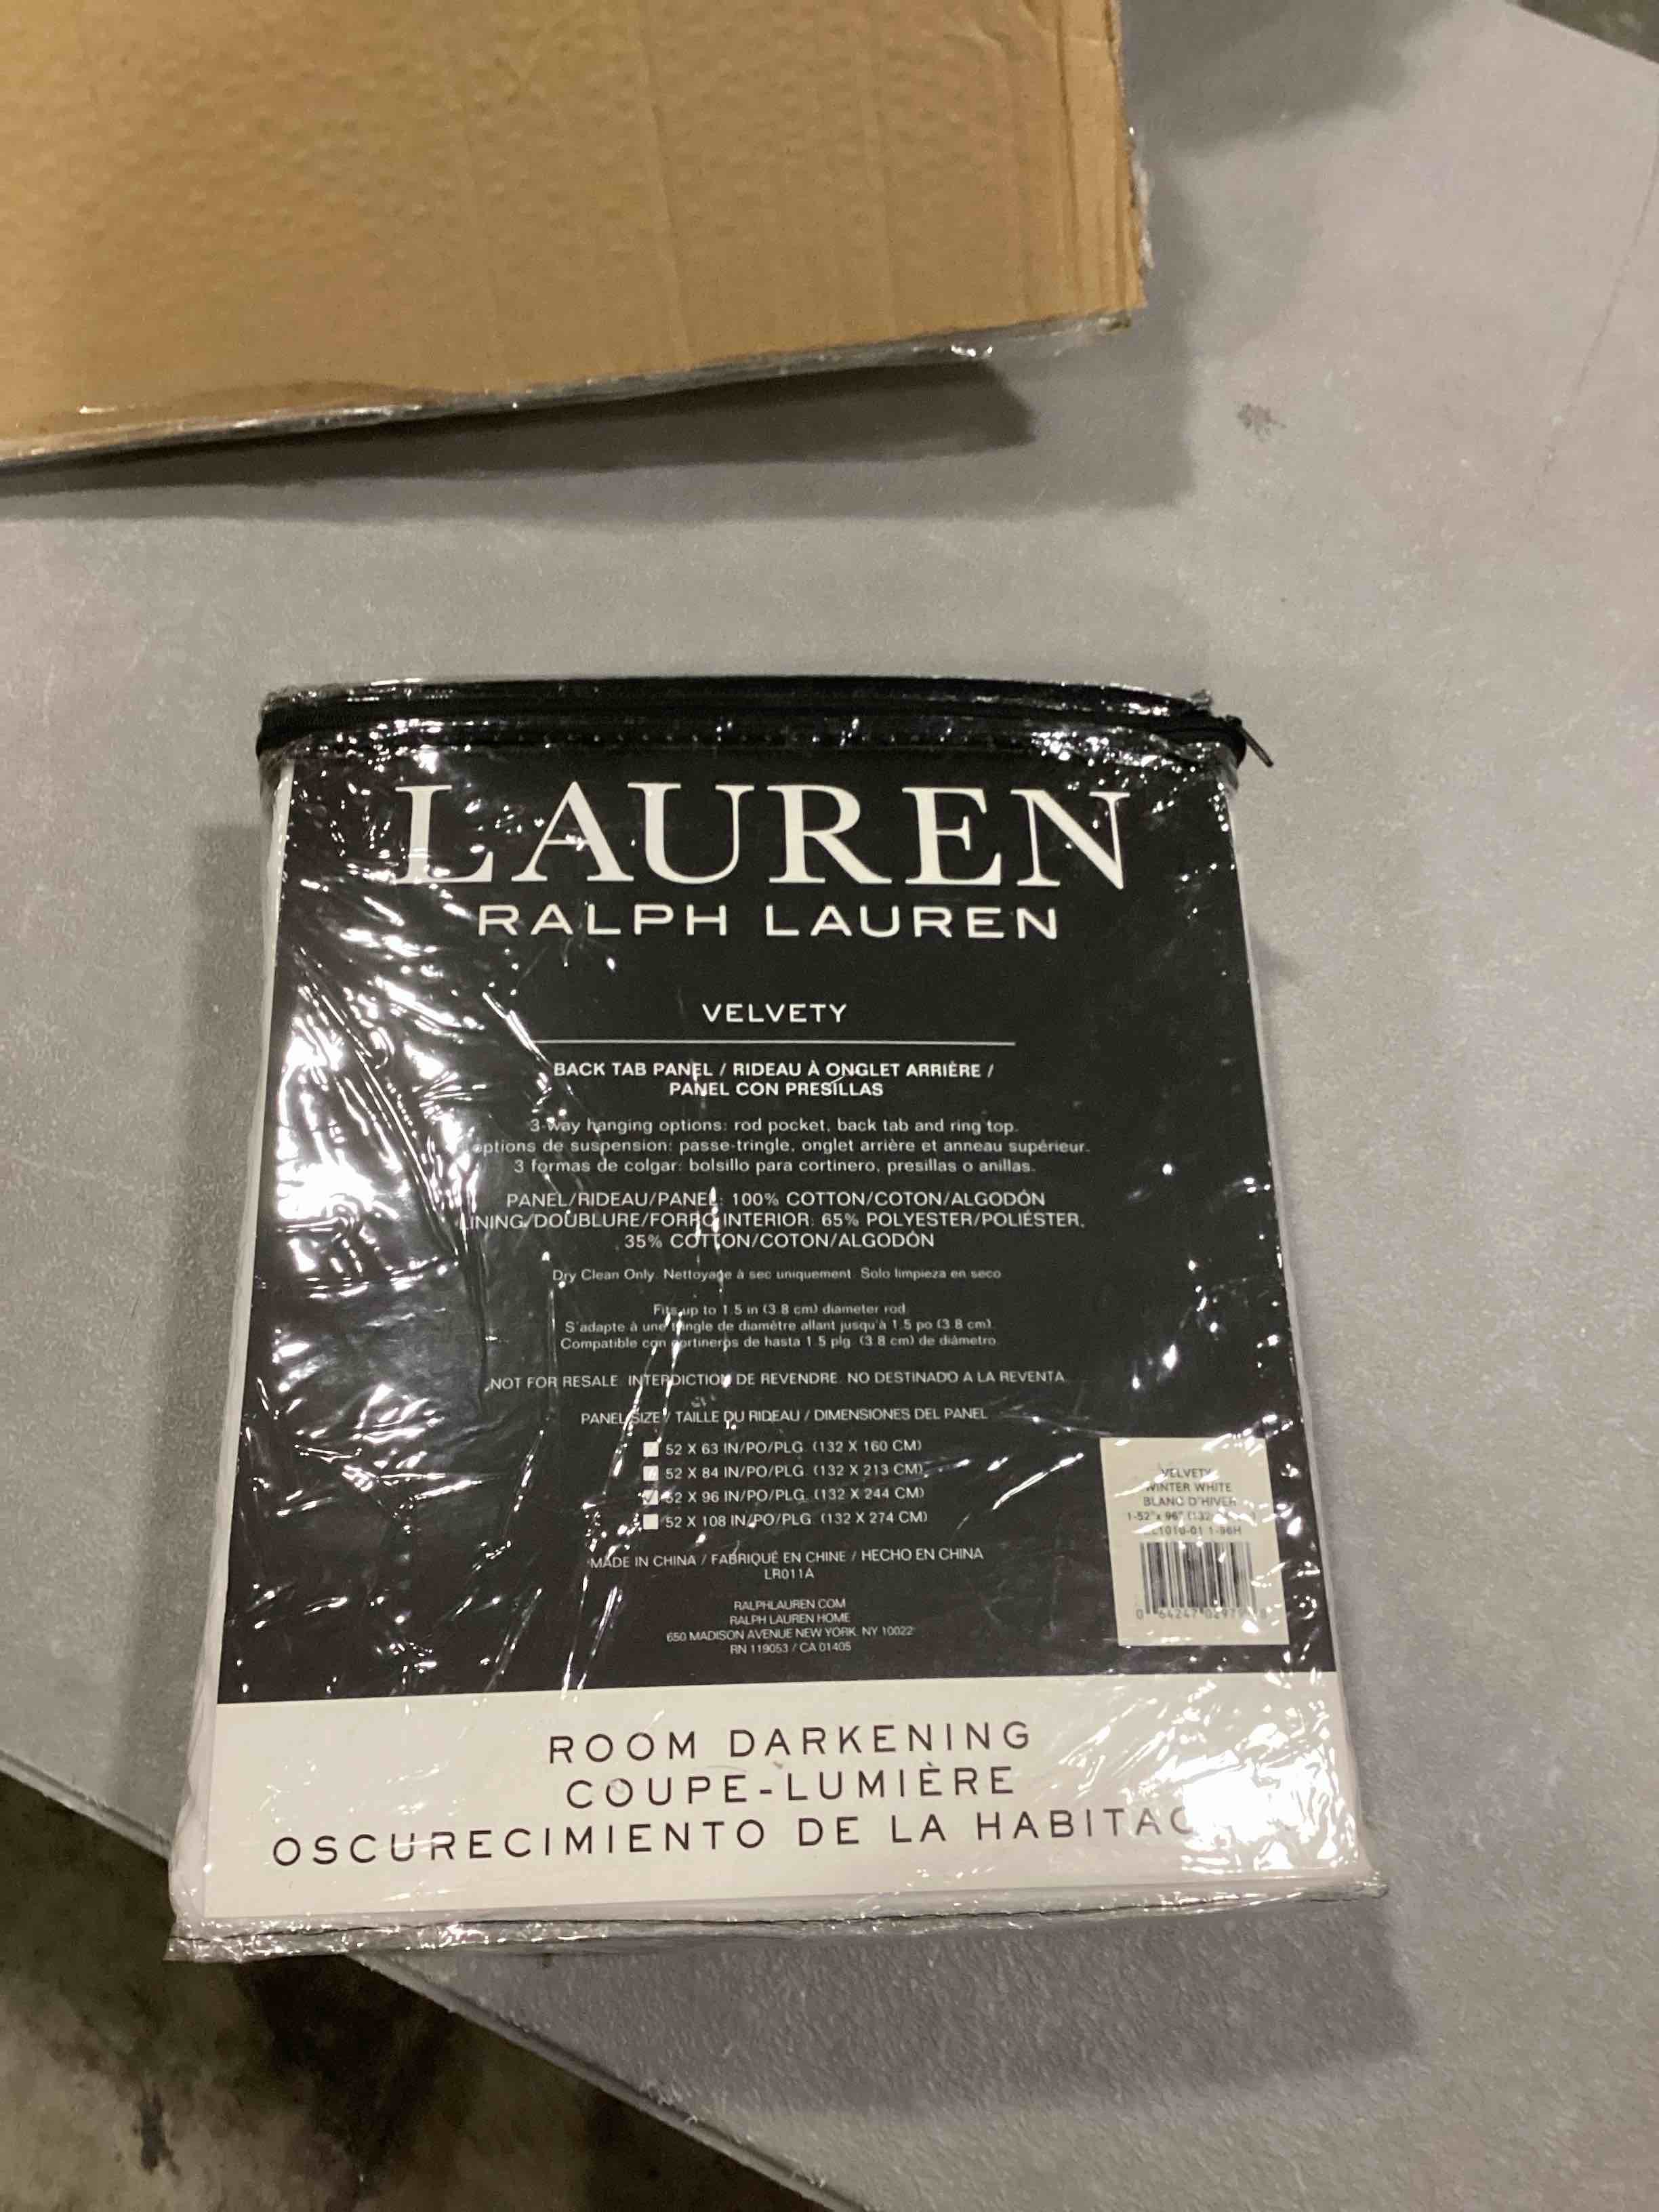 LAUREN
RALPH LAUREN
VELVETY
BACK TAB PANEL / RIDEAU À ONGLET ARRIÈRE /
PANEL CON PRESILLAS
3-way hanging options: rod pocket, back tab and ring top.
options de suspension: passe-tringle, onglet arrière et anneau supérieur.
3 formas de colgar: bolsillo para cortinero, presillas o anillas.
PANEL/RIDEAU/PANEL: 100% COTTON/COTON/ALGODÓN
LINING/DOUBLURE/FORRO INTERIOR: 65% POLYESTER/POLIÉSTER,
35% COTTON/COTON/ALGODÓN
Dry Clean Only. Nettoyage à sec uniquement. Solo limpieza en seco
Fits up to 1.5 in (3.8 cm) diameter rod.
S'adapte à une tringle de diamètre allant jusqu'à 1.5 po (3.8 cm).
Compatible con cortineros de hasta 1.5 plg. (3.8 cm) de diámetro.
NOT FOR RESALE. INTERDICTION DE REVENDRE. NO DESTINADO A LA REVENTA.
PANEL SIZE / TAILLE DU RIDEAU / DIMENSIONES DEL PANEL
52 X 63 IN/PO/PLG. (132 X 160 CM)
52 X 84 IN/PO/PLG. (132 X 213 CM)
52 X 96 IN/PO/PLG. (132 X 244 CM)
52 X 108 IN/PO/PLG. (132 X 274 CM)
MADE IN CHINA / FABRIQUÉ EN CHINE / HECHO EN CHINA
LR011A
RALPHLAUREN.COM
RALPH LAUREN HOME
650 MADISON AVENUE NEW YORK, NY 10022
RN 119053 / CA 01405
VELVETY
WINTER WHITE
BLANC D'HIVER
1-52" x 96" (132
1-96H
0 64247
ROOM DARKENING
COUPE-LUMIÈRE
OSCURECIMIENTO DE LA